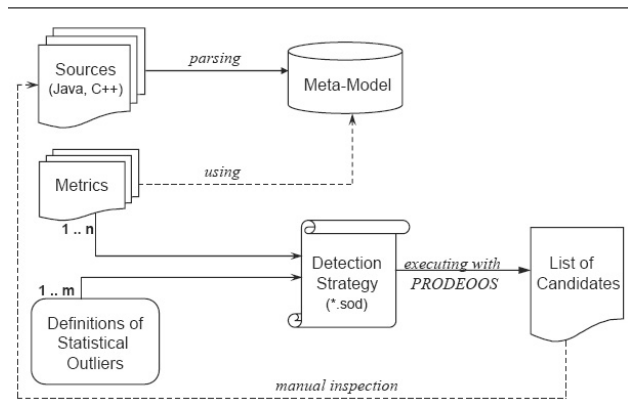 Sources
(Java, C++)
parsing
Meta-Model
Metrics
using
1 .. n
1 .. m
Definitions of
Statistical
Outliers
Detection
Strategy
(*.sod)
executing with
PRODEOOS
List of
Candidates
manual inspection